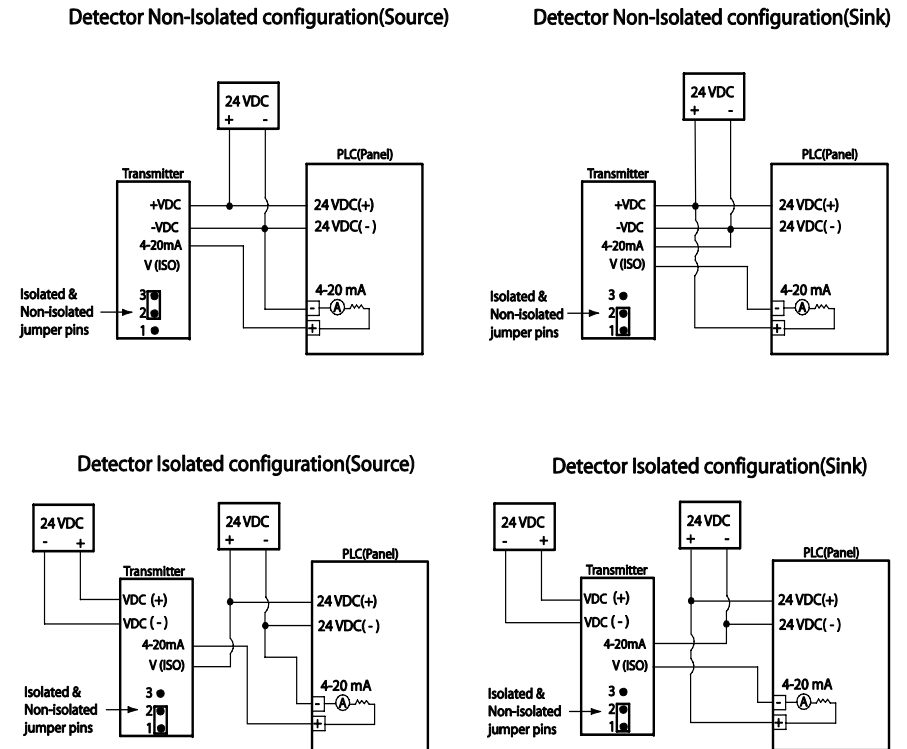 Detector Non-Isolated configuration(Source)
24 VDC
+ -
PLC(Panel)
Transmitter
+VDC
-VDC
4-20mA
V (ISO)
24 VDC(+)
24 VDC( - )
4-20 mA
- A
+
Isolated &
Non-isolated
jumper pins
3
2
1
Detector Non-Isolated configuration(Sink)
24 VDC
+ -
PLC(Panel)
Transmitter
+VDC
-VDC
4-20mA
V (ISO)
24 VDC(+)
24 VDC( - )
4-20 mA
- A
+
Isolated &
Non-isolated
jumper pins
3
2
1
Detector Isolated configuration(Source)
24 VDC
- +
24 VDC
+ -
PLC(Panel)
Transmitter
VDC (+)
VDC ( - )
4-20mA
V (ISO)
24 VDC(+)
24 VDC( - )
4-20 mA
- A
+
Isolated &
Non-isolated
jumper pins
3
2
1
Detector Isolated configuration(Sink)
24 VDC
- +
24 VDC
+ -
PLC(Panel)
Transmitter
VDC (+)
VDC ( - )
4-20mA
V (ISO)
24 VDC(+)
24 VDC( - )
4-20 mA
- A
+
Isolated &
Non-isolated
jumper pins
3
2
1